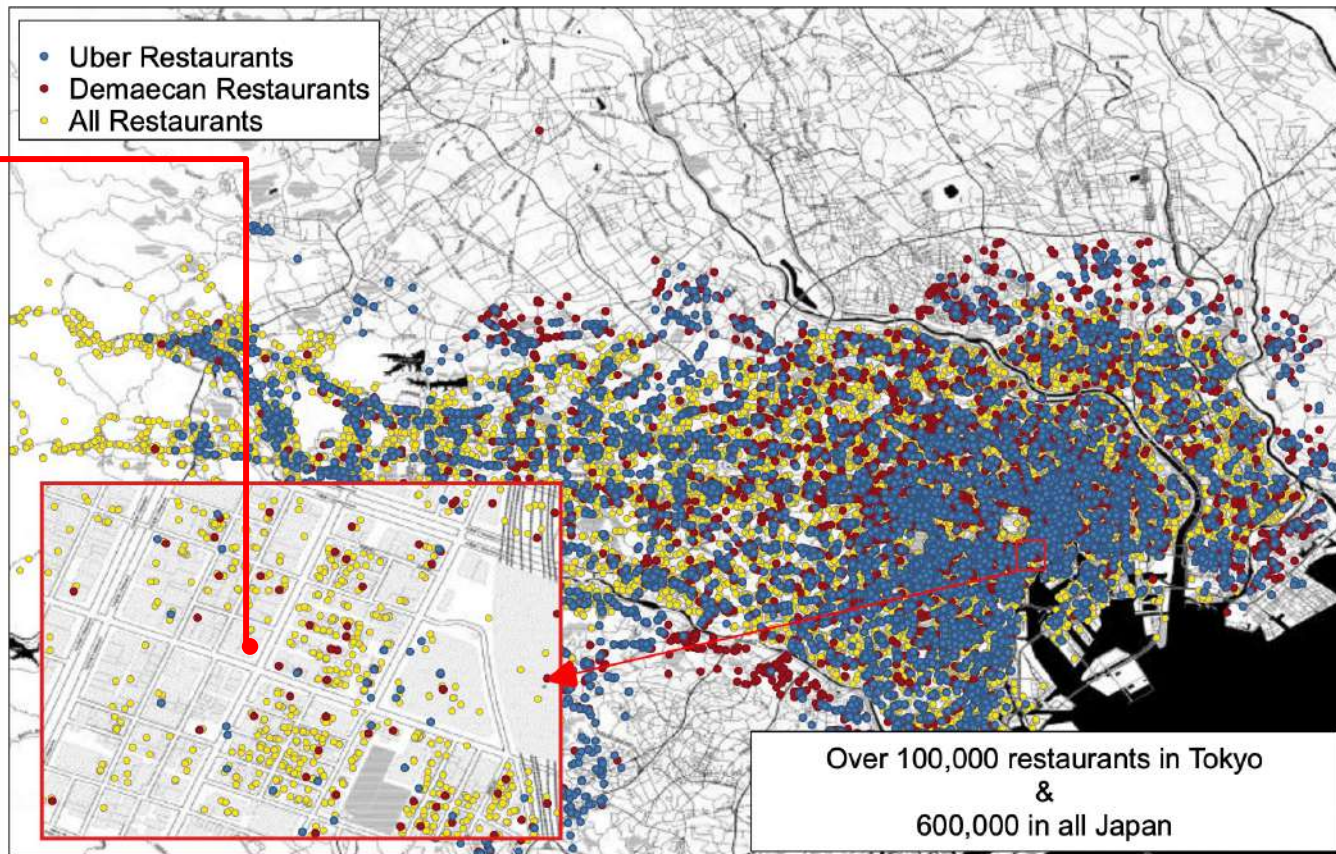 Uber Restaurants
Demaecan Restaurants
All Restaurants
Over 100,000 restaurants in Tokyo
&
600,000 in all Japan